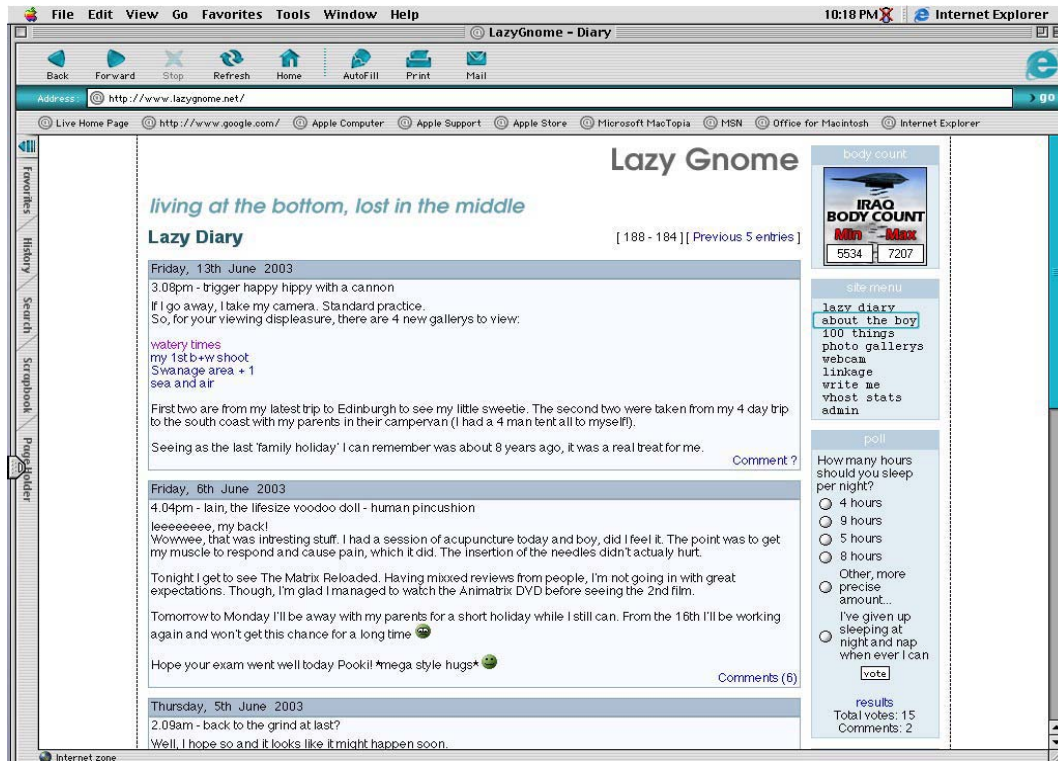 File Edit View Go Favorites Tools Window Help 10:18 PM Internet Explorer
LazyGnome - Diary
Back Forward Stop Refresh Home AutoFill Print Mail
Address: http://www.lazygnome.net/ go
Live Home Page http://www.google.com/ Apple Computer Apple Support Apple Store Microsoft MacTopia MSN Office for Macintosh Internet Explorer
Favorites
History
Search
Scrapbook
Page Holder
Lazy Gnome
living at the bottom, lost in the middle
Lazy Diary
[ 188 - 184 ] [ Previous 5 entries ]
Friday, 13th June 2003
3.08pm - trigger happy hippy with a cannon
If I go away, I take my camera. Standard practice.
So, for your viewing displeasure, there are 4 new gallerys to view:
watery times
my 1st b+w shoot
Swanage area + 1
sea and air
First two are from my latest trip to Edinburgh to see my little sweetie. The second two were taken from my 4 day trip
to the south coast with my parents in their campervan (I had a 4 man tent all to myself!).
Seeing as the last 'family holiday' I can remember was about 8 years ago, it was a real treat for me.
Comment ?
Friday, 6th June 2003
4.04pm - Iain, the lifesize voodoo doll - human pincushion
Ieeeeeeee, my back!
Wowwee, that was intresting stuff. I had a session of acupuncture today and boy, did I feel it. The point was to get
my muscle to respond and cause pain, which it did. The insertion of the needles didn't actualy hurt.
Tonight I get to see The Matrix Reloaded. Having mixxed reviews from people, I'm not going in with great
expectations. Though, I'm glad I managed to watch the Animatrix DVD before seeing the 2nd film.
Tomorrow to Monday I'll be away with my parents for a short holiday while I still can. From the 16th I'll be working
again and won't get this chance for a long time
Hope your exam went well today Pooki! *mega style hugs*
Comments (6)
Thursday, 5th June 2003
2.09am - back to the grind at last?
Well, I hope so and it looks like it might happen soon.
body count
IRAQ
BODY COUNT
Min Max
5534 7207
site menu
lazy diary
about the boy
100 things
photo gallerys
webcam
linkage
write me
vhost stats
admin
poll
How many hours
should you sleep
per night?
4 hours
9 hours
5 hours
8 hours
Other, more
precise
amount...
I've given up
sleeping at
night and nap
when ever I can
vote
results
Total votes: 15
Comments: 2
Internet zone